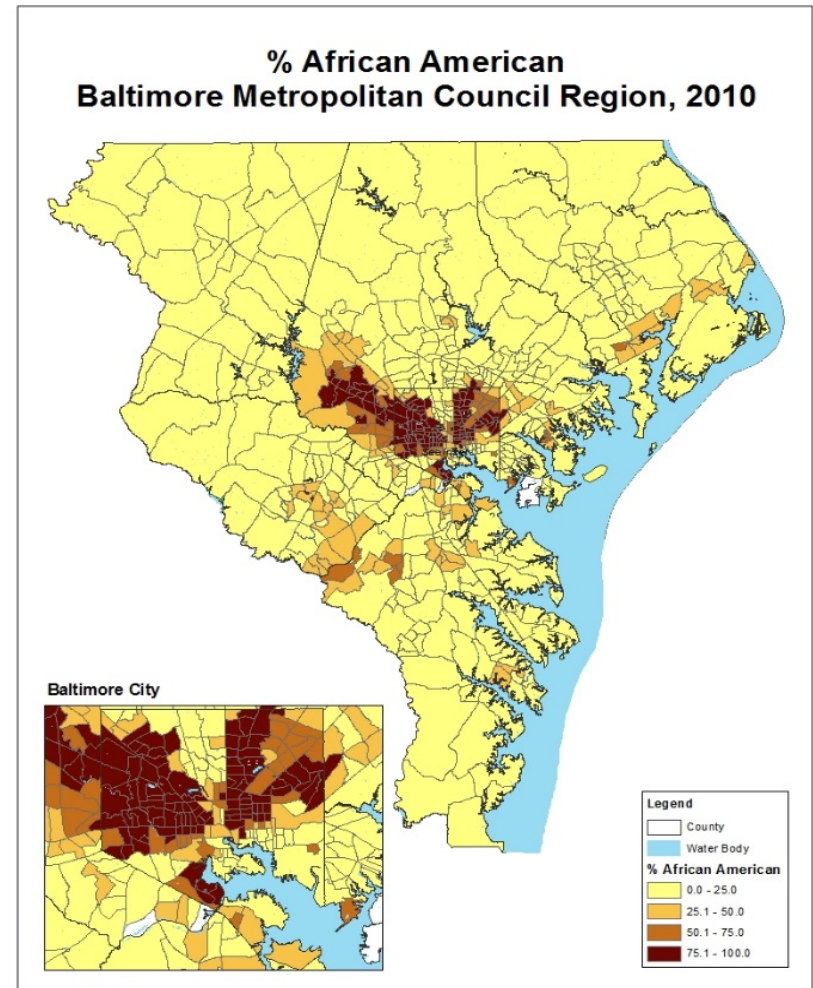 % African American
Baltimore Metropolitan Council Region, 2010
Baltimore City
Legend
County
Water Body
% African American
0.0 - 25.0
25.1 - 50.0
50.1 - 75.0
75.1 - 100.0